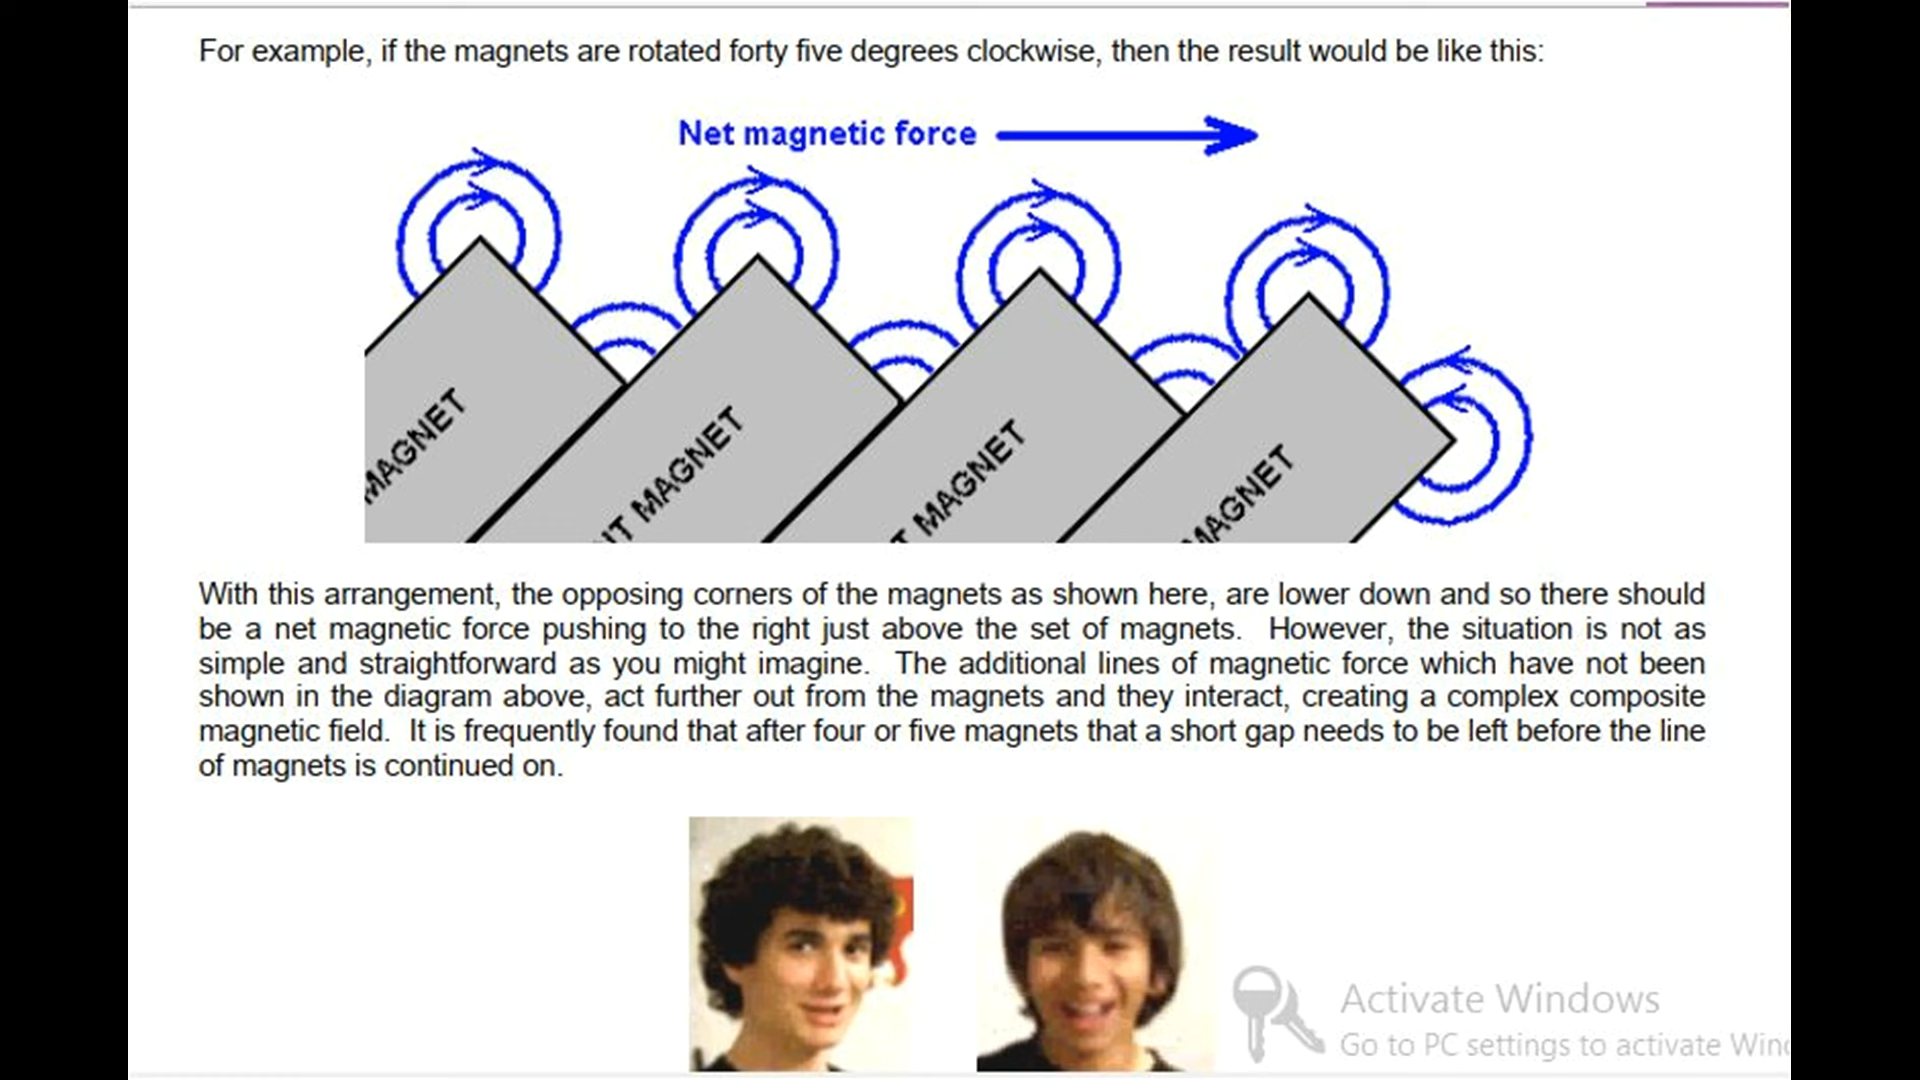 For example, if the magnets are rotated forty five degrees clockwise, then the result would be like this:
Net magnetic force
MAGNET
NT MAGNET
T MAGNET
MAGNET
With this arrangement, the opposing corners of the magnets as shown here, are lower down and so there should
be a net magnetic force pushing to the right just above the set of magnets. However, the situation is not as
simple and straightforward as you might imagine. The additional lines of magnetic force which have not been
shown in the diagram above, act further out from the magnets and they interact, creating a complex composite
magnetic field. It is frequently found that after four or five magnets that a short gap needs to be left before the line
of magnets is continued on.
Activate Windows
Go to PC settings to activate Win